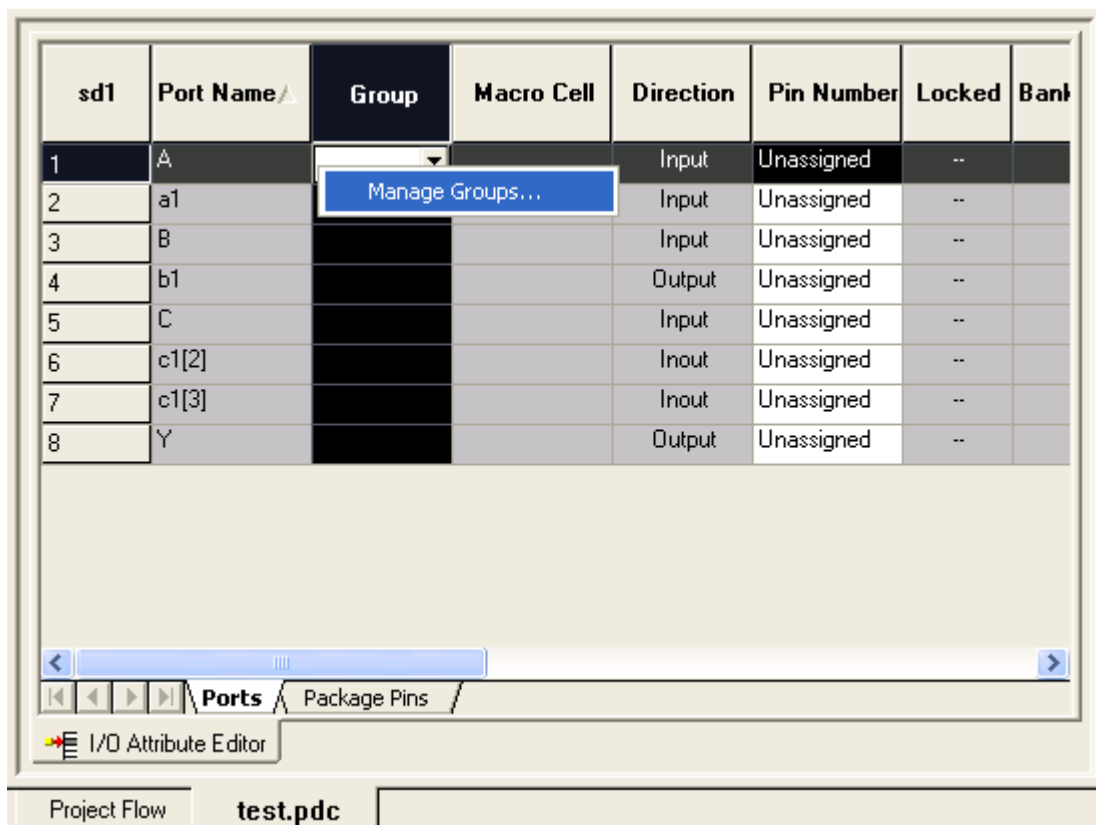 sd1 Port Name Group Macro Cell Direction Pin Number Locked Bank
1 A Input Unassigned --
Manage Groups...
2 a1 Input Unassigned --
3 B Input Unassigned --
4 b1 Output Unassigned --
5 C Input Unassigned --
6 c1[2] Inout Unassigned --
7 c1[3] Inout Unassigned --
8 Y Output Unassigned --
Ports Package Pins
I/O Attribute Editor
Project Flow test.pdc